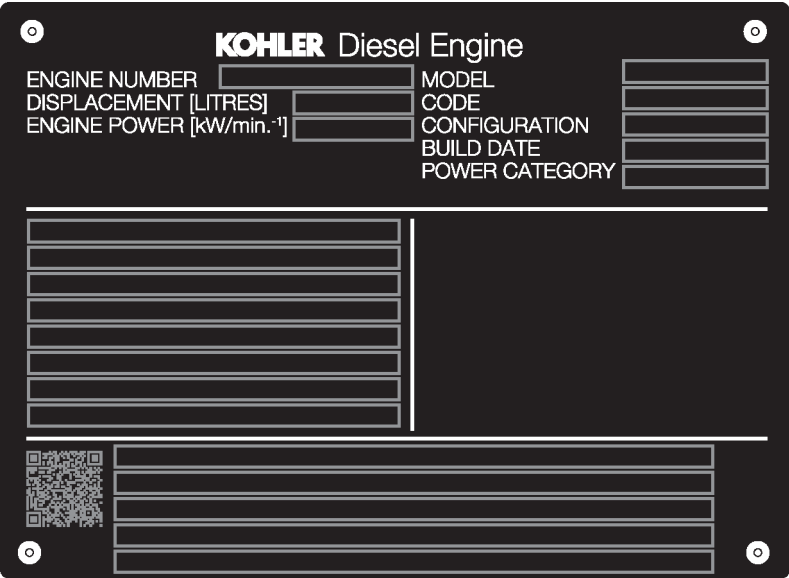 KOHLER Diesel Engine
ENGINE NUMBER
DISPLACEMENT [LITRES]
ENGINE POWER [kW/min.-¹]
MODEL
CODE
CONFIGURATION
BUILD DATE
POWER CATEGORY